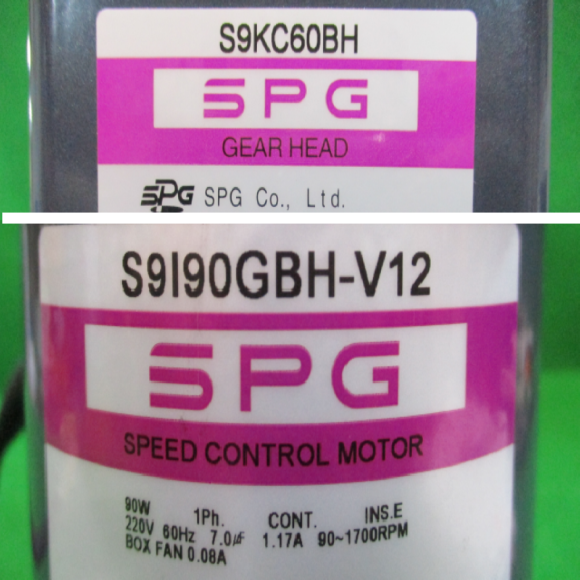 S9KC60BH
SPG
GEAR HEAD
SPG SPG Co., Ltd.
S9I90GBH-V12
SPG
SPEED CONTROL MOTOR
90W 1Ph. CONT. INS.E
220V 60Hz 7.0㎌ 1.17A 90~1700RPM
BOX FAN 0.08A